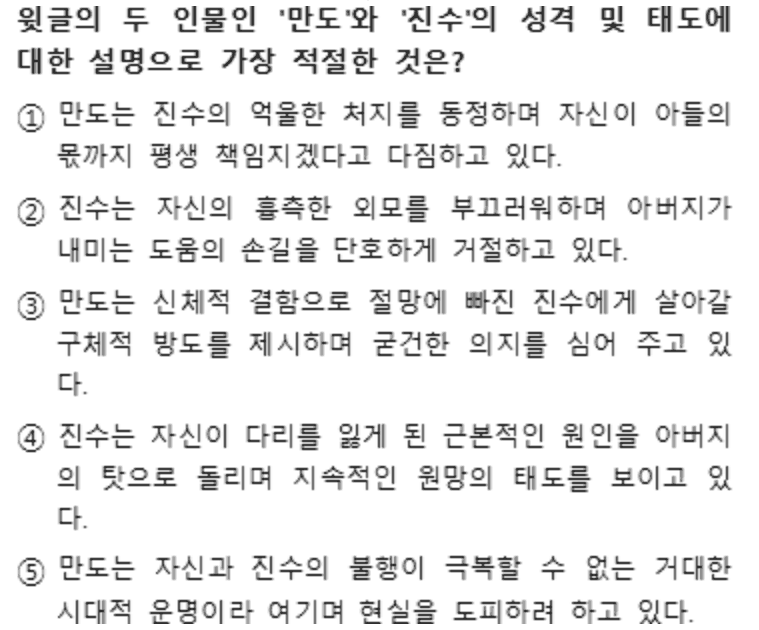 윗글의 두 인물인 '만도'와 '진수'의 성격 및 태도에
대한 설명으로 가장 적절한 것은?
① 만도는 진수의 억울한 처지를 동정하며 자신이 아들의
몫까지 평생 책임지겠다고 다짐하고 있다.
② 진수는 자신의 흉측한 외모를 부끄러워하며 아버지가
내미는 도움의 손길을 단호하게 거절하고 있다.
③ 만도는 신체적 결함으로 절망에 빠진 진수에게 살아갈
구체적 방도를 제시하며 굳건한 의지를 심어 주고 있
다.
④ 진수는 자신이 다리를 잃게 된 근본적인 원인을 아버지
의 탓으로 돌리며 지속적인 원망의 태도를 보이고 있
다.
⑤ 만도는 자신과 진수의 불행이 극복할 수 없는 거대한
시대적 운명이라 여기며 현실을 도피하려 하고 있다.